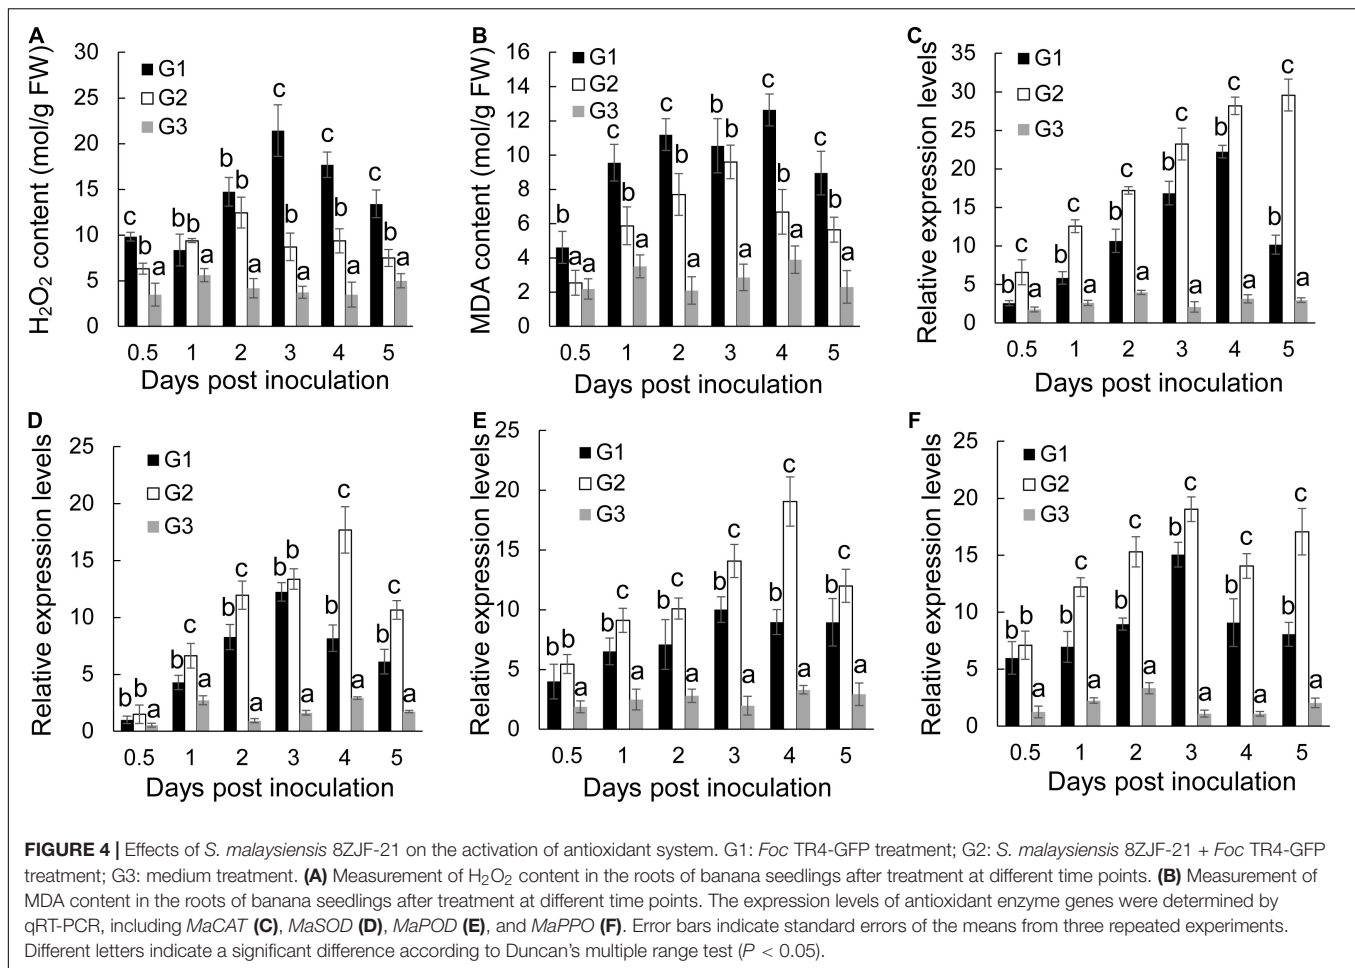 A
H₂O₂ content (mol/g FW)
30
25
20
15
10
5
0
G1
G2
G3
c b a
b b a
b b a
c b a
c b a
c b a
0.5 1 2 3 4 5
Days post inoculation
B
MDA content (mol/g FW)
16
14
12
10
8
6
4
2
0
G1
G2
G3
b a a
c b a
c b a
b b a
c b a
c b a
0.5 1 2 3 4 5
Days post inoculation
C
Relative expression levels
35
30
25
20
15
10
5
0
G1
G2
G3
b c a
b c a
b c a
b c a
b c a
b c a
0.5 1 2 3 4 5
Days post inoculation
D
Relative expression levels
25
20
15
10
5
0
G1
G2
G3
b b a
b c a
b c a
b b a
b c a
b c a
0.5 1 2 3 4 5
Days post inoculation
E
Relative expression levels
25
20
15
10
5
0
G1
G2
G3
b b a
b c a
b c a
b c a
b c a
b c a
0.5 1 2 3 4 5
Days post inoculation
F
Relative expression levels
25
20
15
10
5
0
G1
G2
G3
b b a
b c a
b c a
b c a
b c a
b c a
0.5 1 2 3 4 5
Days post inoculation
FIGURE 4 | Effects of S. malaysiensis 8ZJF-21 on the activation of antioxidant system. G1: Foc TR4-GFP treatment; G2: S. malaysiensis 8ZJF-21 + Foc TR4-GFP
treatment; G3: medium treatment. (A) Measurement of H₂O₂ content in the roots of banana seedlings after treatment at different time points. (B) Measurement of
MDA content in the roots of banana seedlings after treatment at different time points. The expression levels of antioxidant enzyme genes were determined by
qRT-PCR, including MaCAT (C), MaSOD (D), MaPOD (E), and MaPPO (F). Error bars indicate standard errors of the means from three repeated experiments.
Different letters indicate a significant difference according to Duncan's multiple range test (P < 0.05).